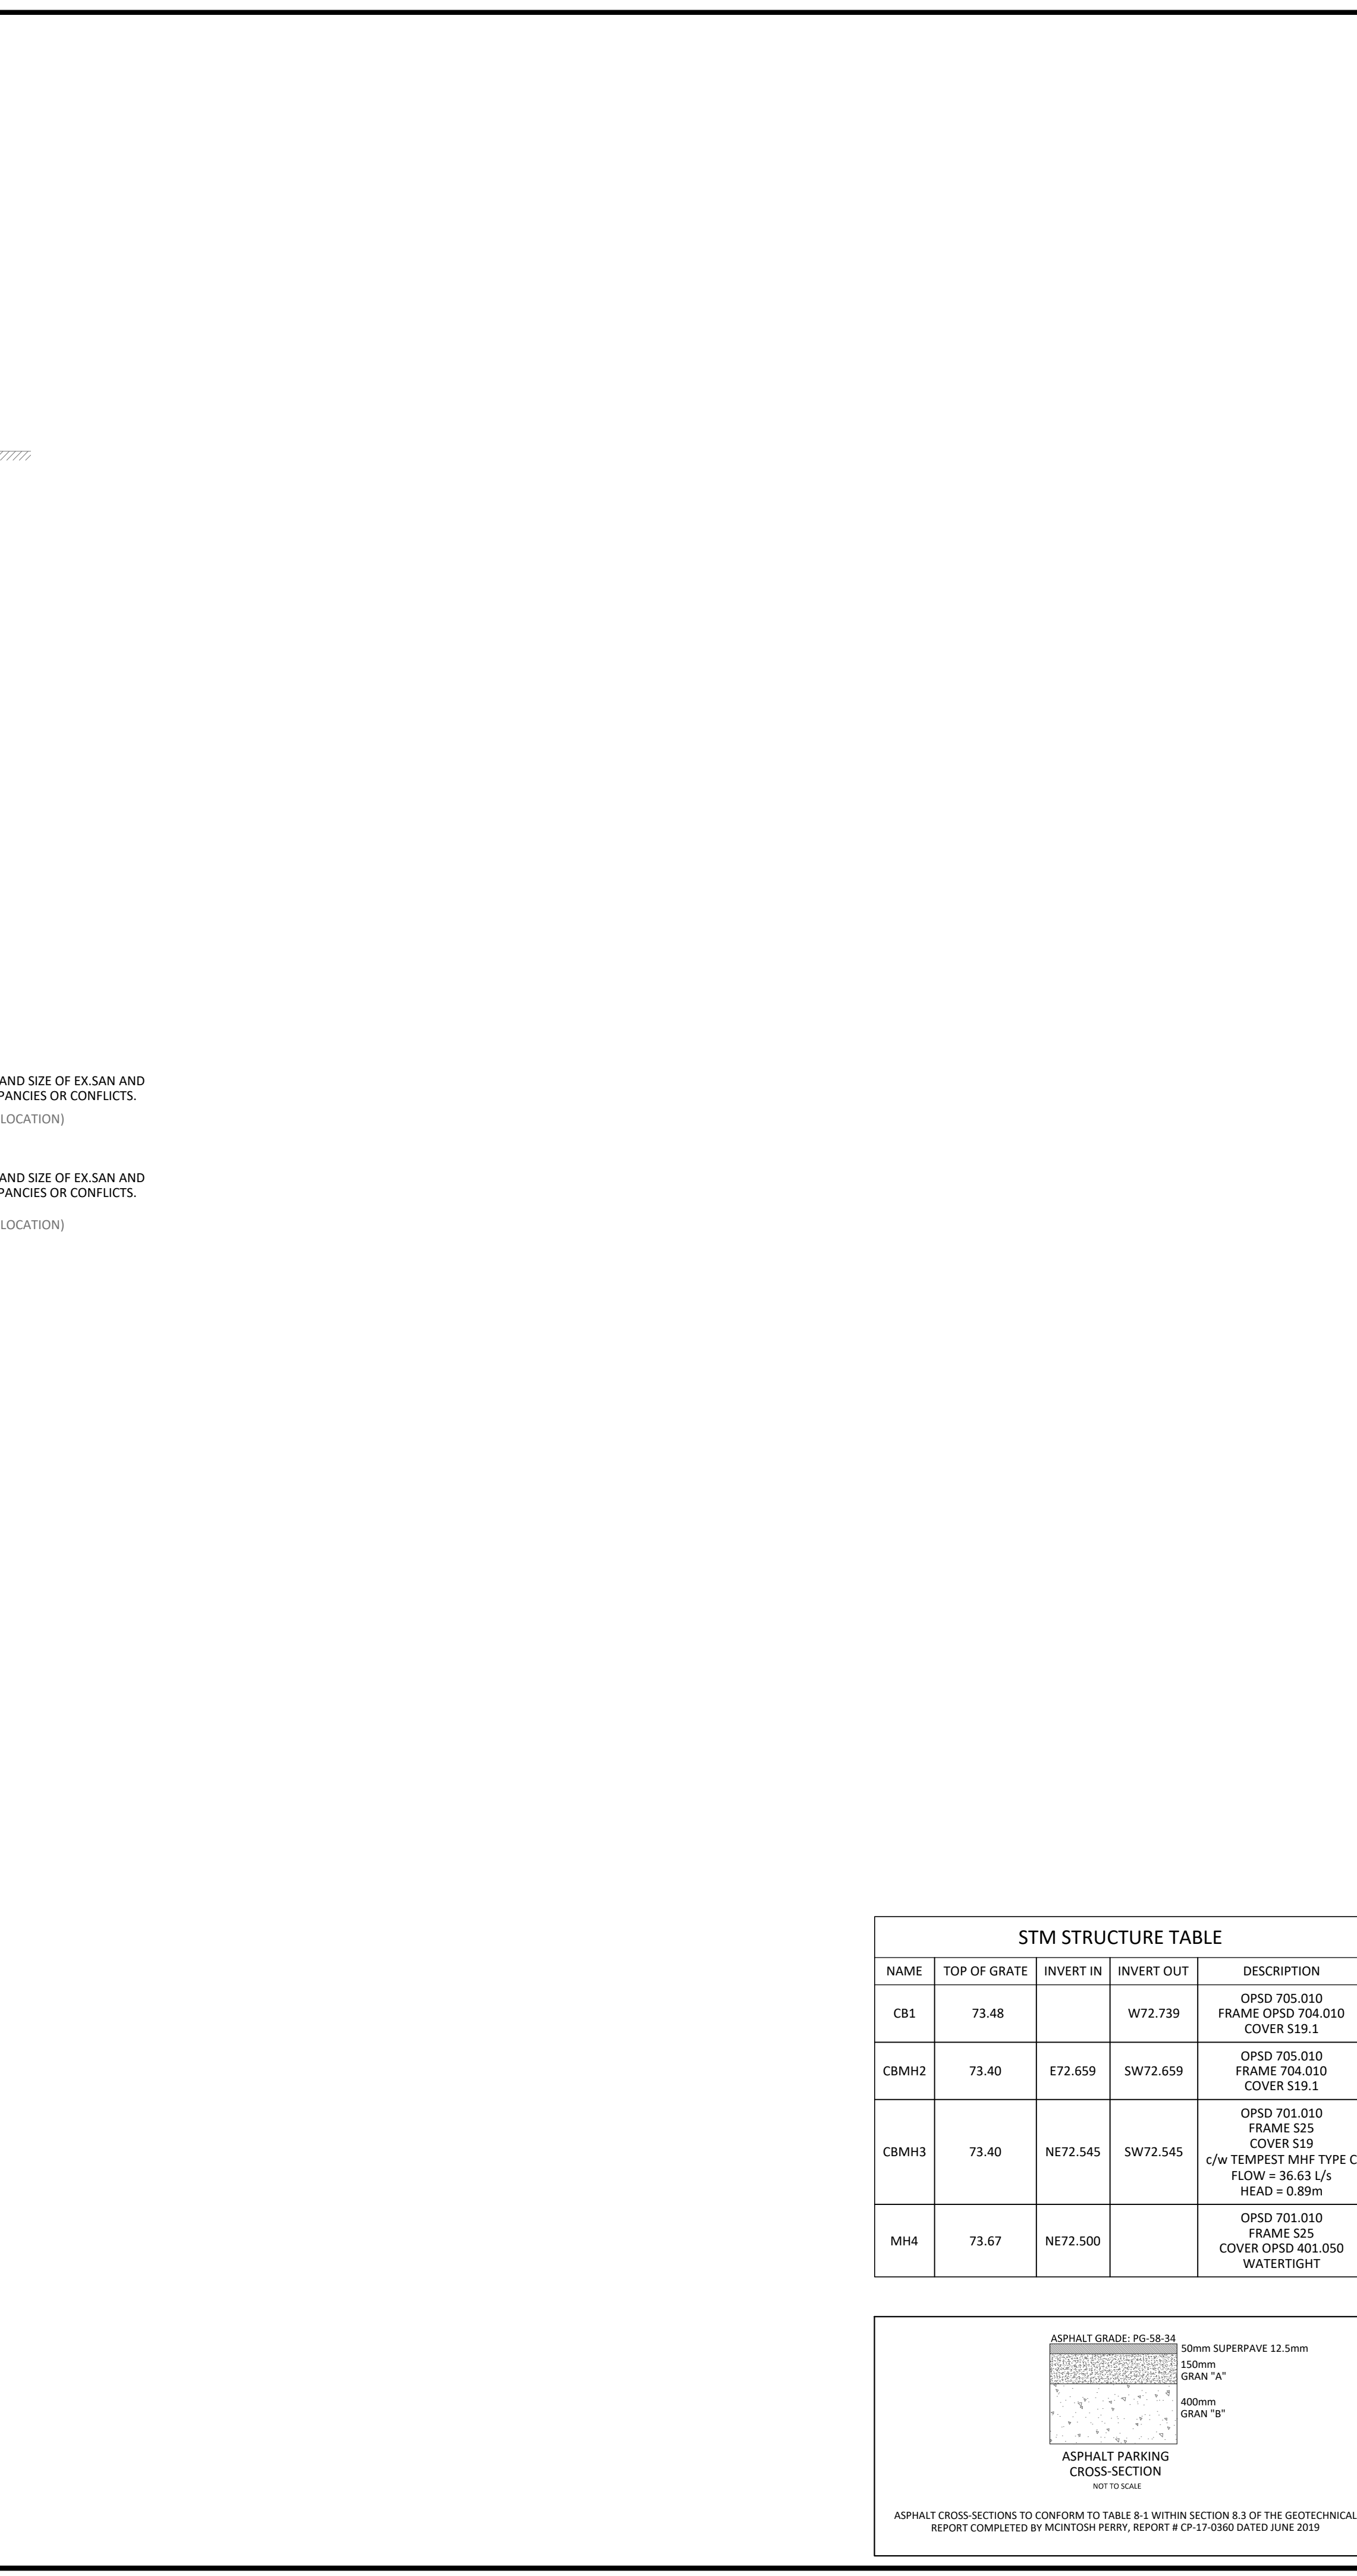 AND SIZE OF EX.SAN AND
PANCIES OR CONFLICTS.
LOCATION)
AND SIZE OF EX.SAN AND
PANCIES OR CONFLICTS.
LOCATION)
STM STRUCTURE TABLE
NAME TOP OF GRATE INVERT IN INVERT OUT DESCRIPTION
CB1 73.48 W72.739 OPSD 705.010
FRAME OPSD 704.010
COVER S19.1
CBMH2 73.40 E72.659 SW72.659 OPSD 705.010
FRAME 704.010
COVER S19.1
CBMH3 73.40 NE72.545 SW72.545 OPSD 701.010
FRAME S25
COVER S19
c/w TEMPEST MHF TYPE C
FLOW = 36.63 L/s
HEAD = 0.89m
MH4 73.67 NE72.500 OPSD 701.010
FRAME S25
COVER OPSD 401.050
WATERTIGHT
ASPHALT GRADE: PG-58-34
50mm SUPERPAVE 12.5mm
150mm
GRAN "A"
400mm
GRAN "B"
ASPHALT PARKING
CROSS-SECTION
NOT TO SCALE
ASPHALT CROSS-SECTIONS TO CONFORM TO TABLE 8-1 WITHIN SECTION 8.3 OF THE GEOTECHNICAL
REPORT COMPLETED BY MCINTOSH PERRY, REPORT # CP-17-0360 DATED JUNE 2019